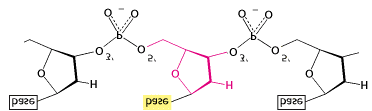 O − O O − O
P P
O 3' 5' O O 3' 5' O
O O O
H H H
base base base